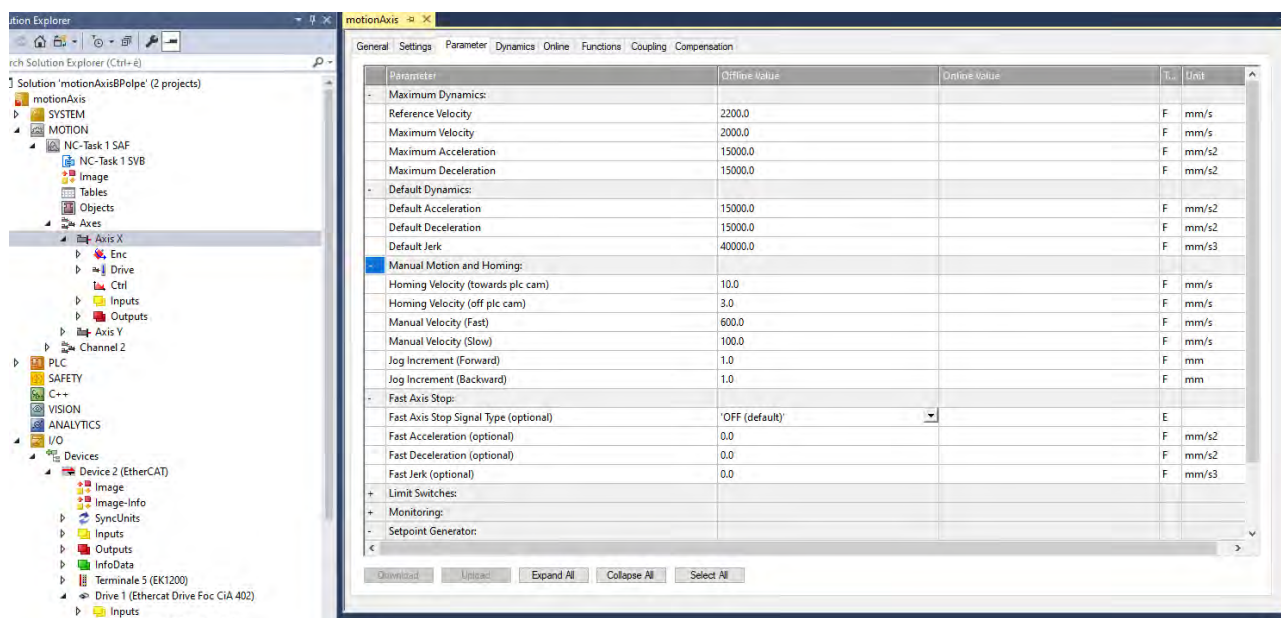 ution Explorer
rch Solution Explorer (Ctrl+è)
Solution 'motionAxisBPolpe' (2 projects)
motionAxis
SYSTEM
MOTION
NC-Task 1 SAF
NC-Task 1 SVB
Image
Tables
Objects
Axes
Axis X
Enc
Drive
Ctrl
Inputs
Outputs
Axis Y
Channel 2
PLC
SAFETY
C++
VISION
ANALYTICS
I/O
Devices
Device 2 (EtherCAT)
Image
Image-Info
SyncUnits
Inputs
Outputs
InfoData
Terminale 5 (EK1200)
Drive 1 (Ethercat Drive Foc CiA 402)
Inputs
motionAxis
General Settings Parameter Dynamics Online Functions Coupling Compensation
Parameter Offline Value Online Value T... Unit
- Maximum Dynamics:
Reference Velocity 2200.0 F mm/s
Maximum Velocity 2000.0 F mm/s
Maximum Acceleration 15000.0 F mm/s2
Maximum Deceleration 15000.0 F mm/s2
- Default Dynamics:
Default Acceleration 15000.0 F mm/s2
Default Deceleration 15000.0 F mm/s2
Default Jerk 40000.0 F mm/s3
- Manual Motion and Homing:
Homing Velocity (towards plc cam) 10.0 F mm/s
Homing Velocity (off plc cam) 3.0 F mm/s
Manual Velocity (Fast) 600.0 F mm/s
Manual Velocity (Slow) 100.0 F mm/s
Jog Increment (Forward) 1.0 F mm
Jog Increment (Backward) 1.0 F mm
- Fast Axis Stop:
Fast Axis Stop Signal Type (optional) 'OFF (default)' E
Fast Acceleration (optional) 0.0 F mm/s2
Fast Deceleration (optional) 0.0 F mm/s2
Fast Jerk (optional) 0.0 F mm/s3
+ Limit Switches:
+ Monitoring:
- Setpoint Generator:
Download Upload Expand All Collapse All Select All